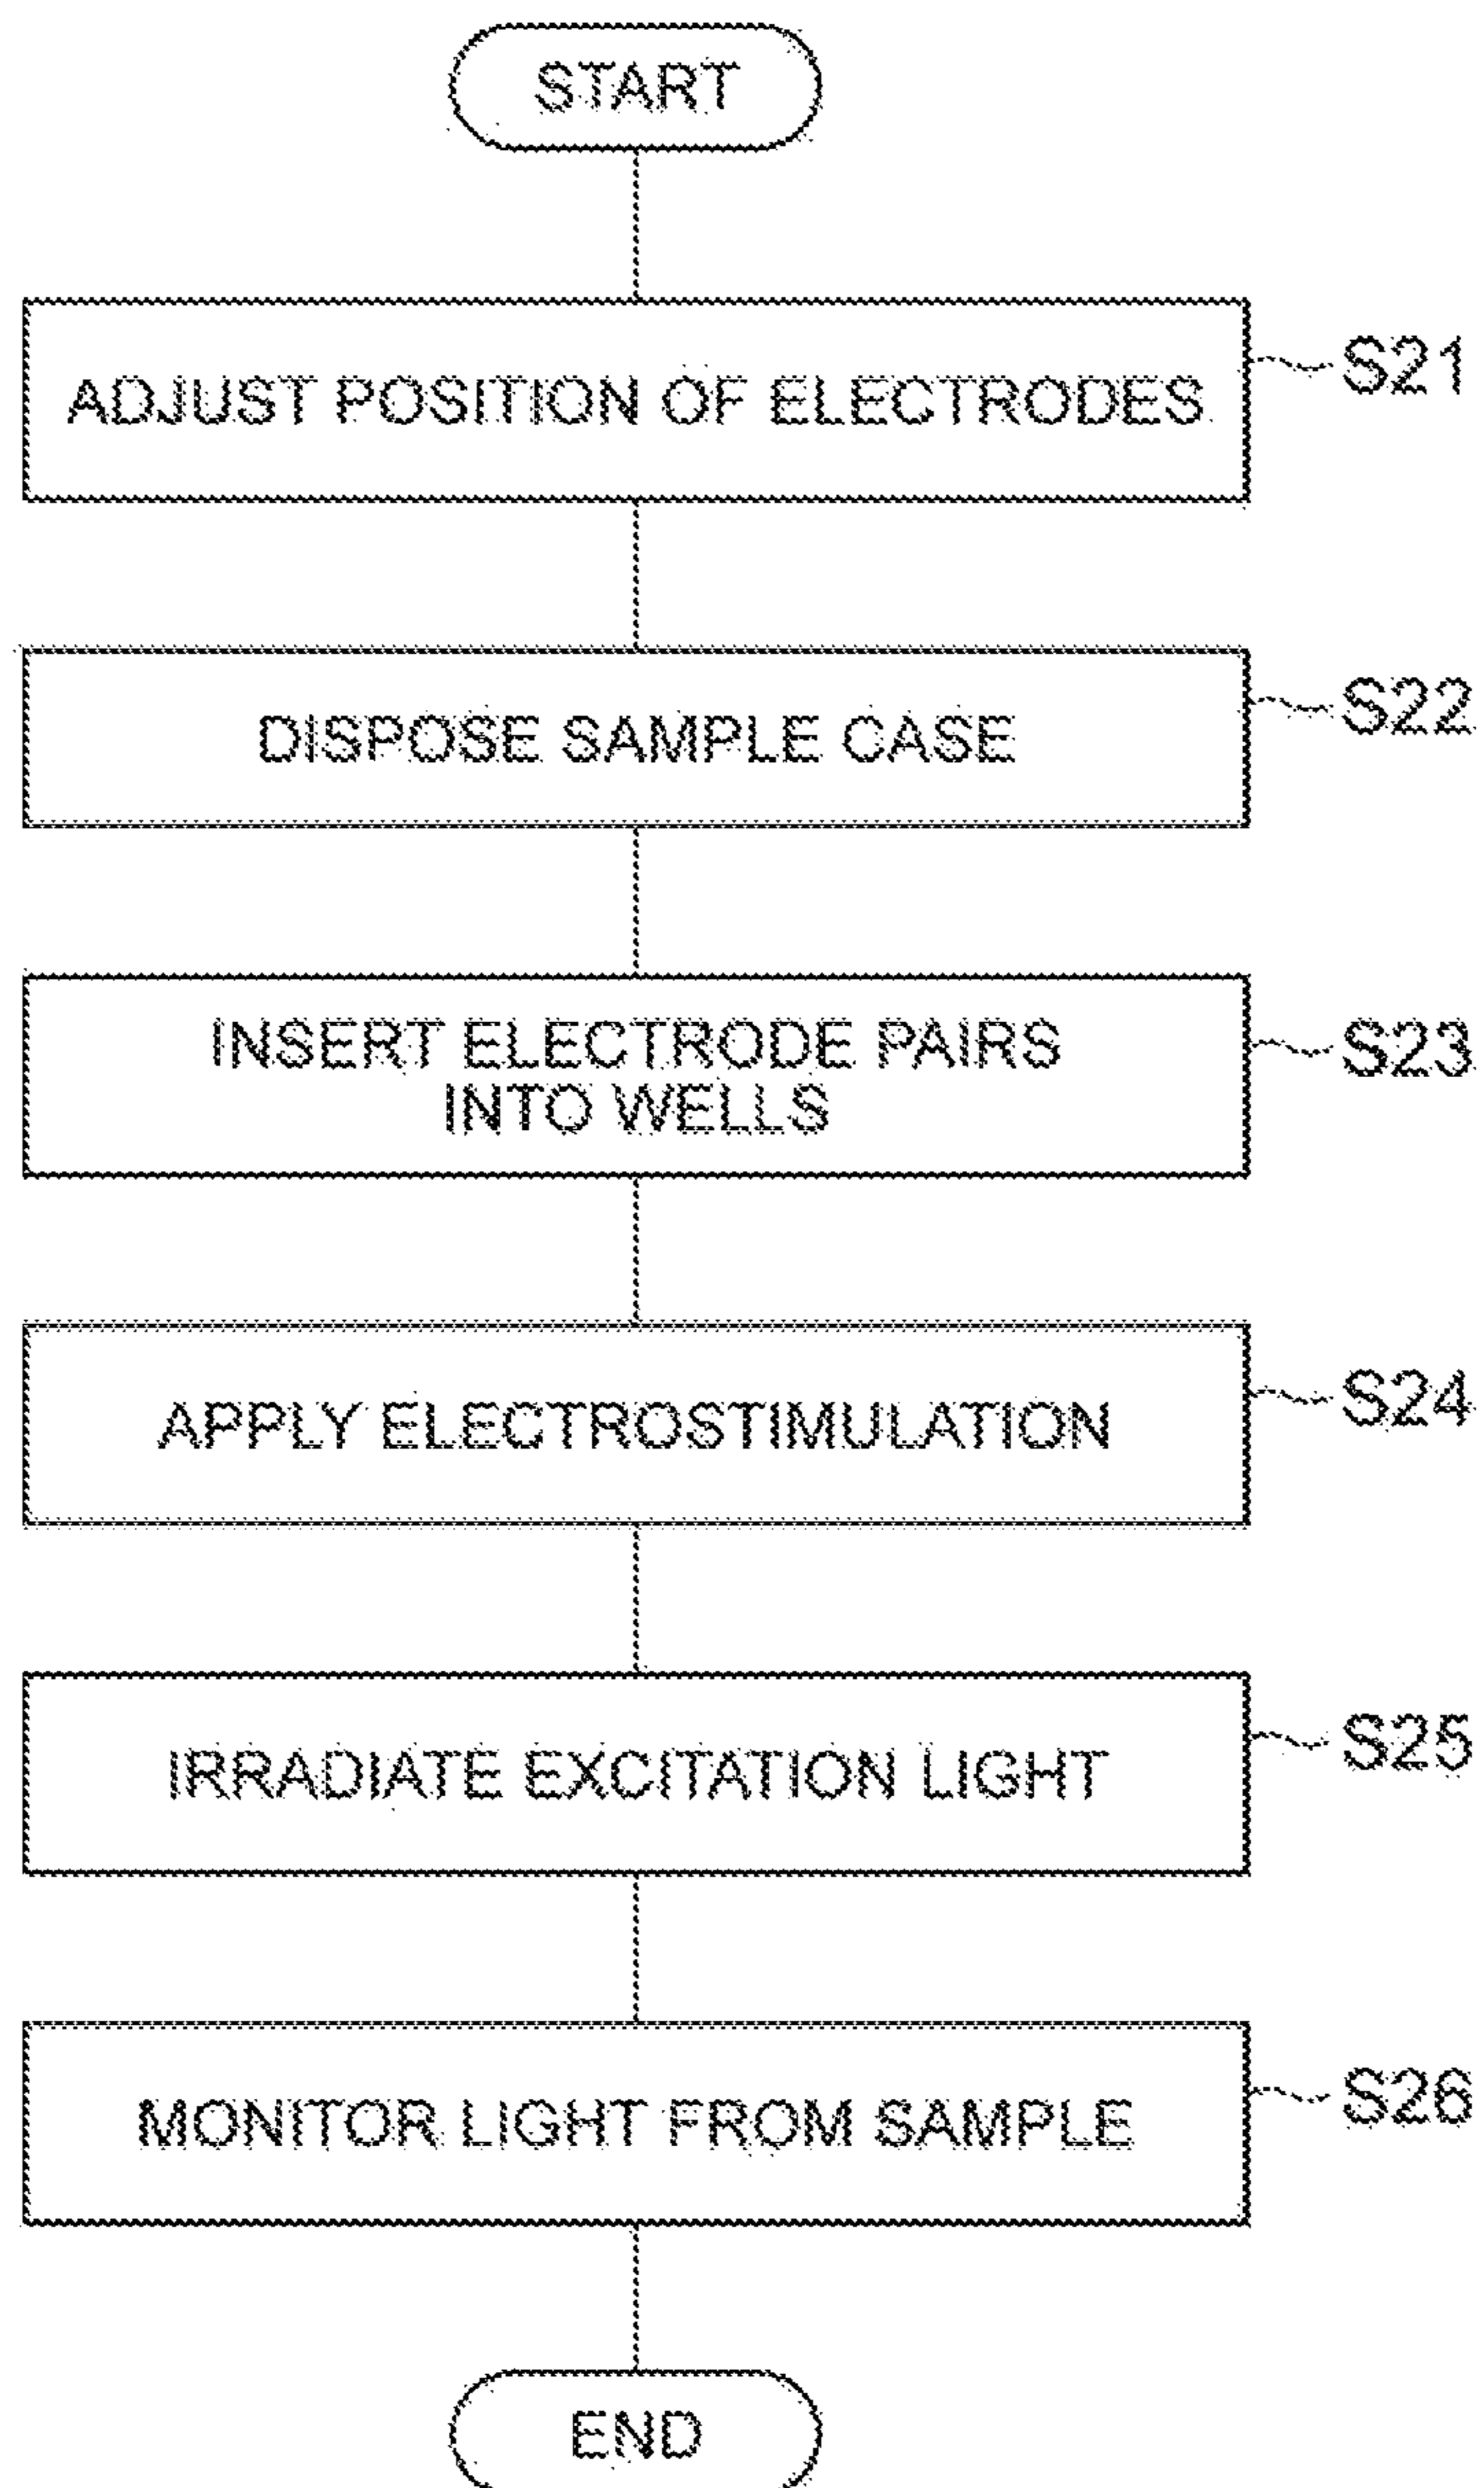 START
ADJUST POSITION OF ELECTRODES
S21
DISPOSE SAMPLE CASE
S22
INSERT ELECTRODE PAIRS
INTO WELLS
S23
APPLY ELECTROSTIMULATION
S24
IRRADIATE EXCITATION LIGHT
S25
MONITOR LIGHT FROM SAMPLE
S26
END